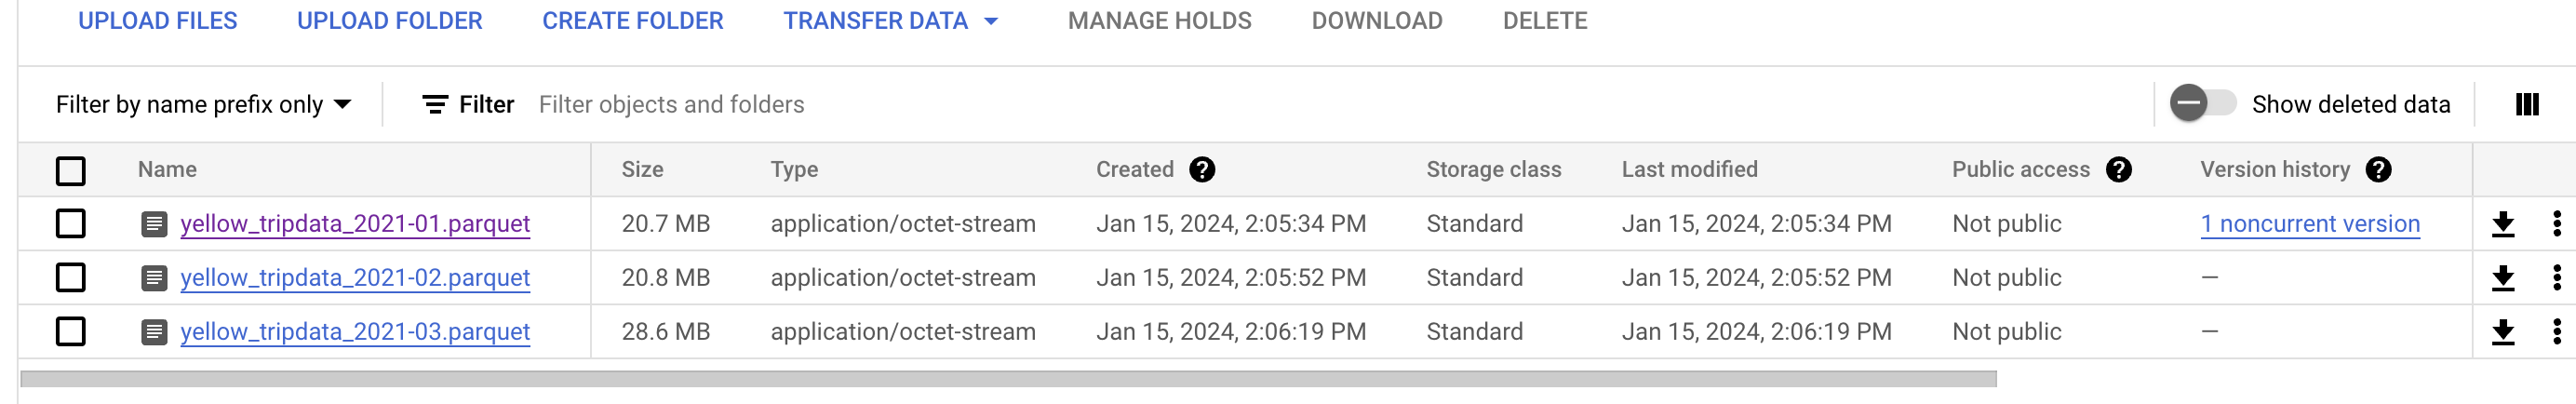 UPLOAD FILES UPLOAD FOLDER CREATE FOLDER TRANSFER DATA MANAGE HOLDS DOWNLOAD DELETE
Filter by name prefix only Filter Filter objects and folders Show deleted data
Name Size Type Created Storage class Last modified Public access Version history
yellow_tripdata_2021-01.parquet 20.7 MB application/octet-stream Jan 15, 2024, 2:05:34 PM Standard Jan 15, 2024, 2:05:34 PM Not public 1 noncurrent version
yellow_tripdata_2021-02.parquet 20.8 MB application/octet-stream Jan 15, 2024, 2:05:52 PM Standard Jan 15, 2024, 2:05:52 PM Not public —
yellow_tripdata_2021-03.parquet 28.6 MB application/octet-stream Jan 15, 2024, 2:06:19 PM Standard Jan 15, 2024, 2:06:19 PM Not public —